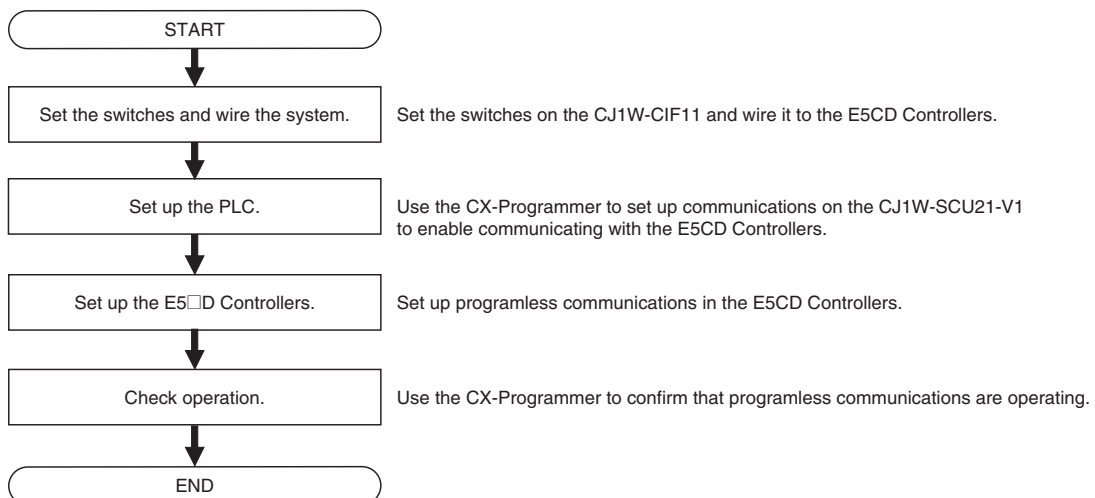 START
Set the switches and wire the system.
Set the switches on the CJ1W-CIF11 and wire it to the E5CD Controllers.
Set up the PLC.
Use the CX-Programmer to set up communications on the CJ1W-SCU21-V1
to enable communicating with the E5CD Controllers.
Set up the E5□D Controllers.
Set up programless communications in the E5CD Controllers.
Check operation.
Use the CX-Programmer to confirm that programless communications are operating.
END